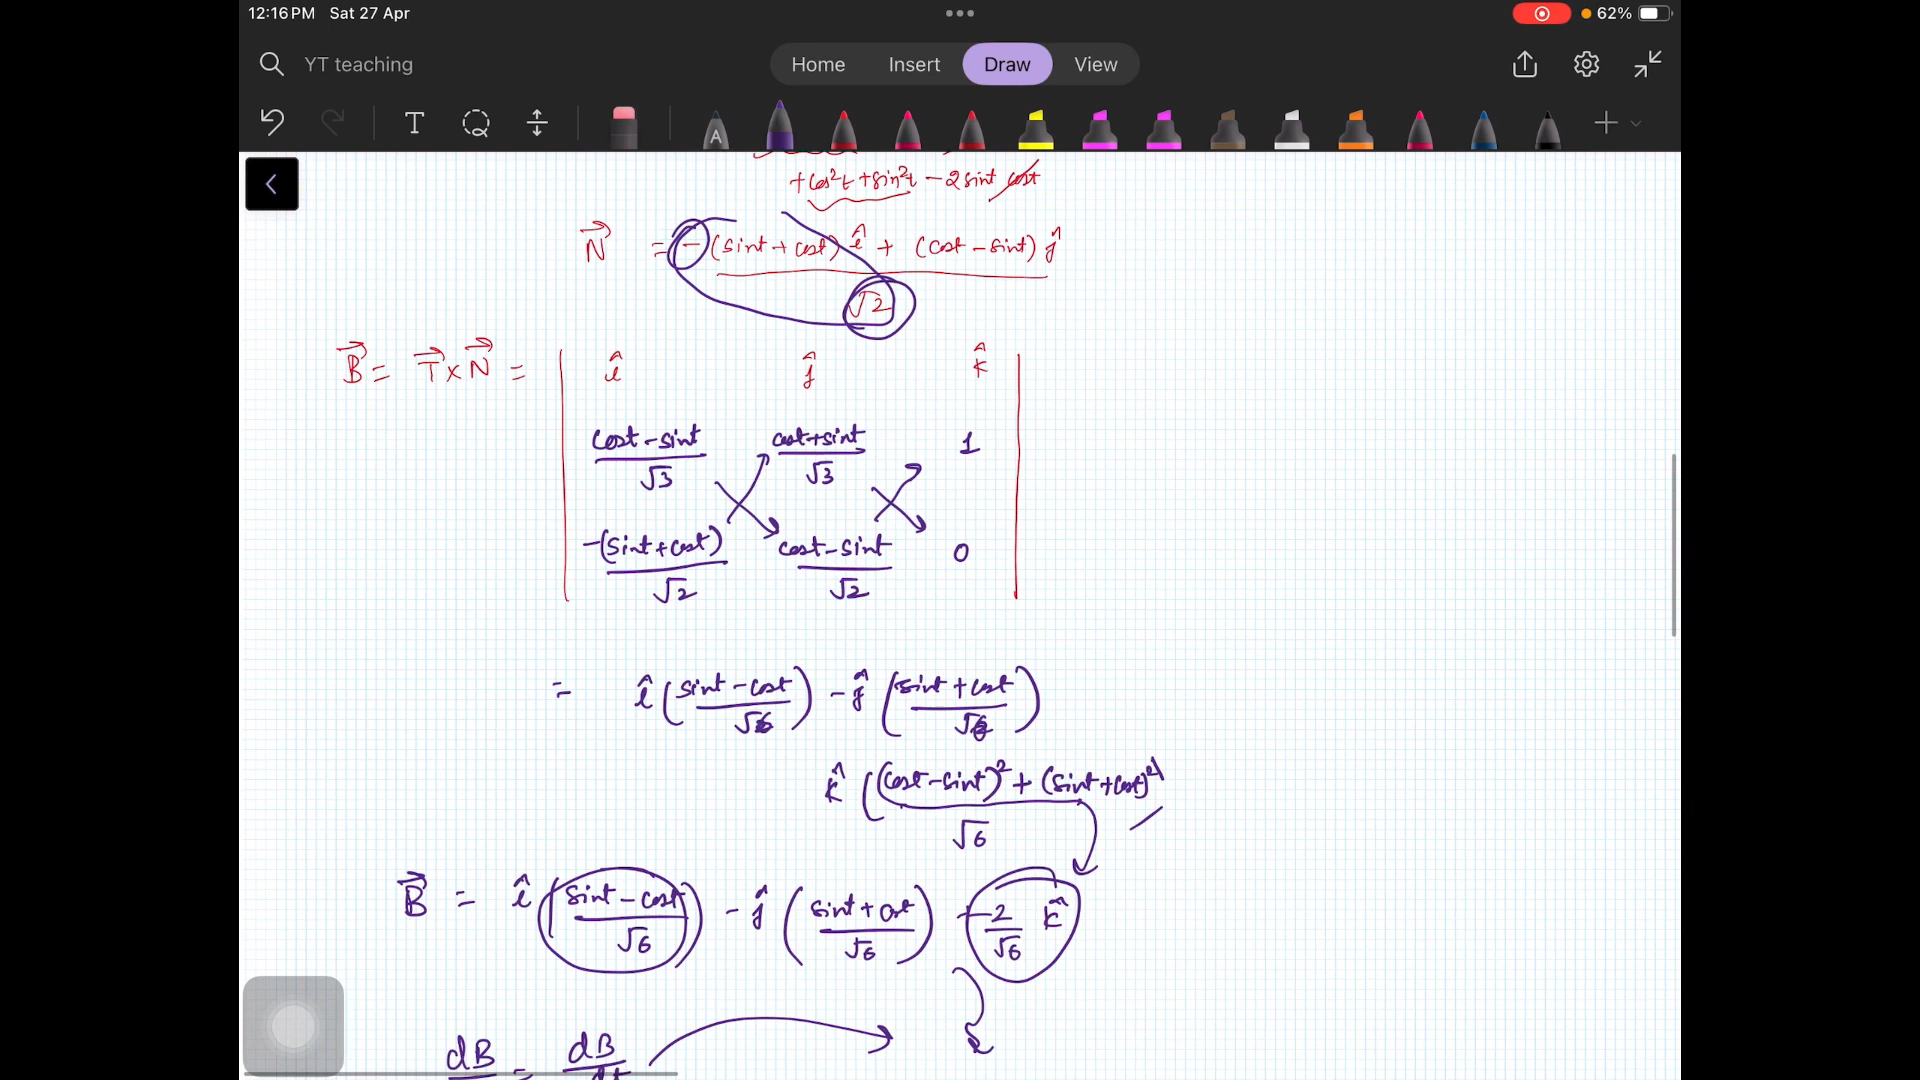 12:16 PM Sat 27 Apr 62%
YT teaching Home Insert Draw View
T A
+ cos²t + sin²t - 2 sint cost
N⃗ = -(sint + cost) î + (cost - sint) ĵ
√2
B⃗ = T⃗ x N⃗ = | î ĵ k̂ |
cost - sint / √3 cost + sint / √3 1
-(sint + cost) / √2 cost - sint / √2 0
= î (sint - cost / √6) - ĵ (sint + cost / √6)
k̂ ((cost - sint)² + (sint + cost)²
√6
B⃗ = î (sint - cost / √6) - ĵ (sint + cost / √6) + 2/√6 k̂
dB = dB
dt